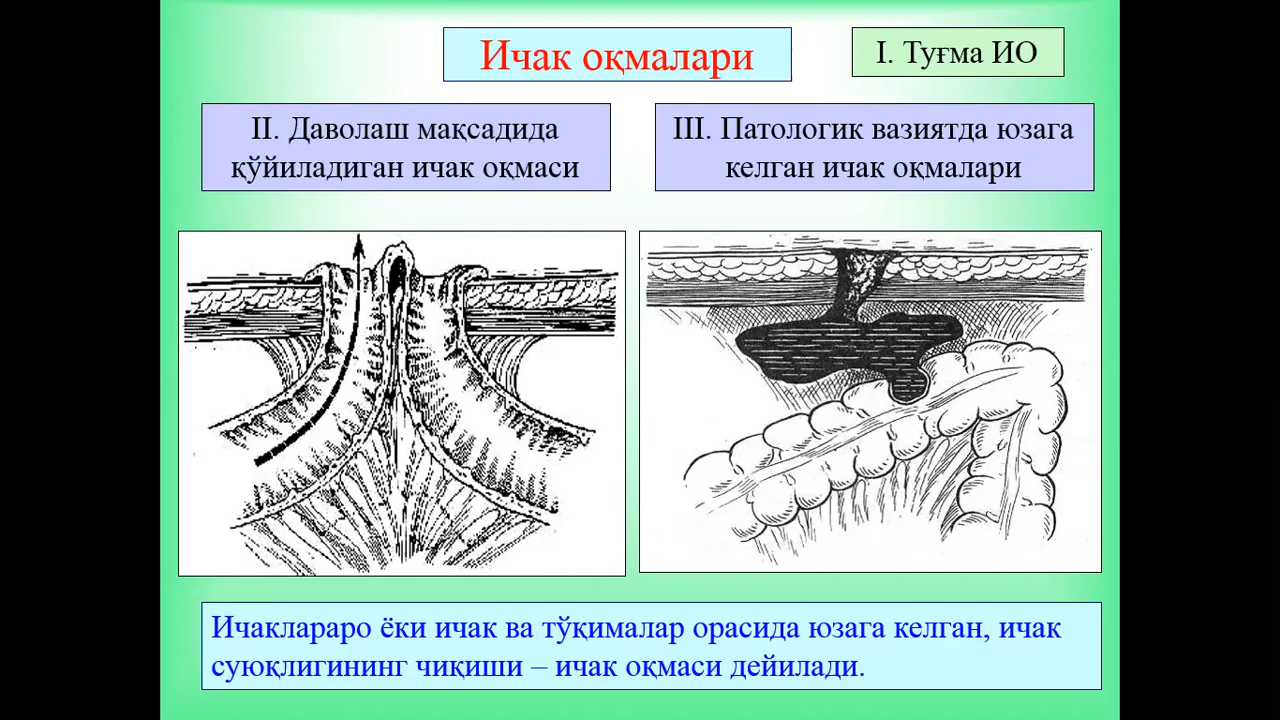 Ичак оқмалари
I. Туғма ИО
II. Даволаш мақсадида
қўйиладиган ичак оқмаси
III. Патологик вазиятда юзага
келган ичак оқмалари
Ичаклараро ёки ичак ва тўқималар орасида юзага келган, ичак
суюқлигининг чиқиши – ичак оқмаси дейилади.